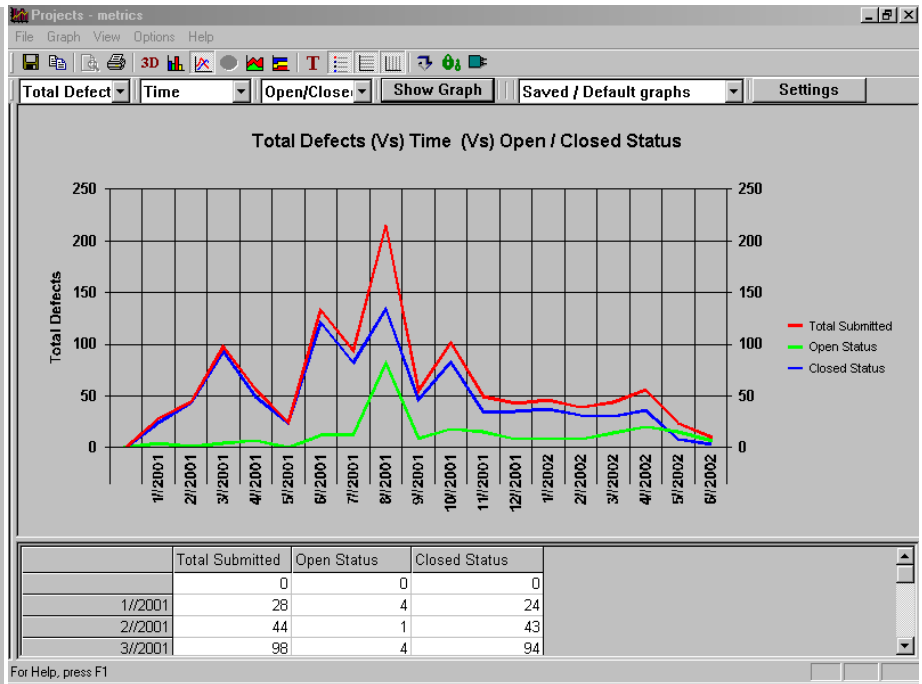 Projects - metrics
File Graph View Options Help
3D T
Total Defect Time Open/Close Show Graph Saved / Default graphs Settings
Total Defects (Vs) Time (Vs) Open / Closed Status
Total Defects
250 250
200 200
150 150
100 100
50 50
0 0
1//2001 2//2001 3//2001 4//2001 5//2001 6//2001 7//2001 8//2001 9//2001 10//2001 11//2001 12//2001 1//2002 2//2002 3//2002 4//2002 5//2002 6//2002
Total Submitted
Open Status
Closed Status
Total Submitted Open Status Closed Status
0 0 0
1//2001 28 4 24
2//2001 44 1 43
3//2001 98 4 94
For Help, press F1